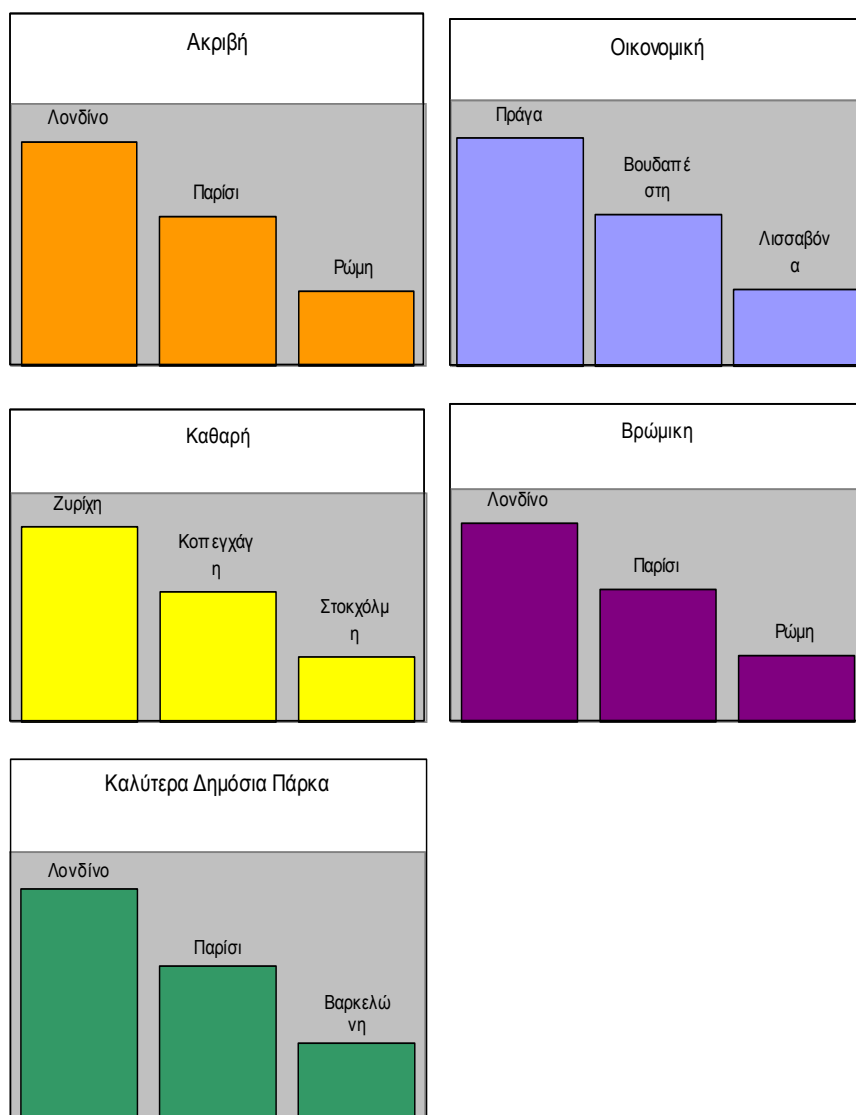 Ακριβή
Λονδίνο
Παρίσι
Ρώμη
Οικονομική
Πράγα
Βουδαπέ
στη
Λισσαβόν
α
Καθαρή
Ζυρίχη
Κοπεγχάγ
η
Στοκχόλμ
η
Βρώμικη
Λονδίνο
Παρίσι
Ρώμη
Καλύτερα Δημόσια Πάρκα
Λονδίνο
Παρίσι
Βαρκελώ
νη